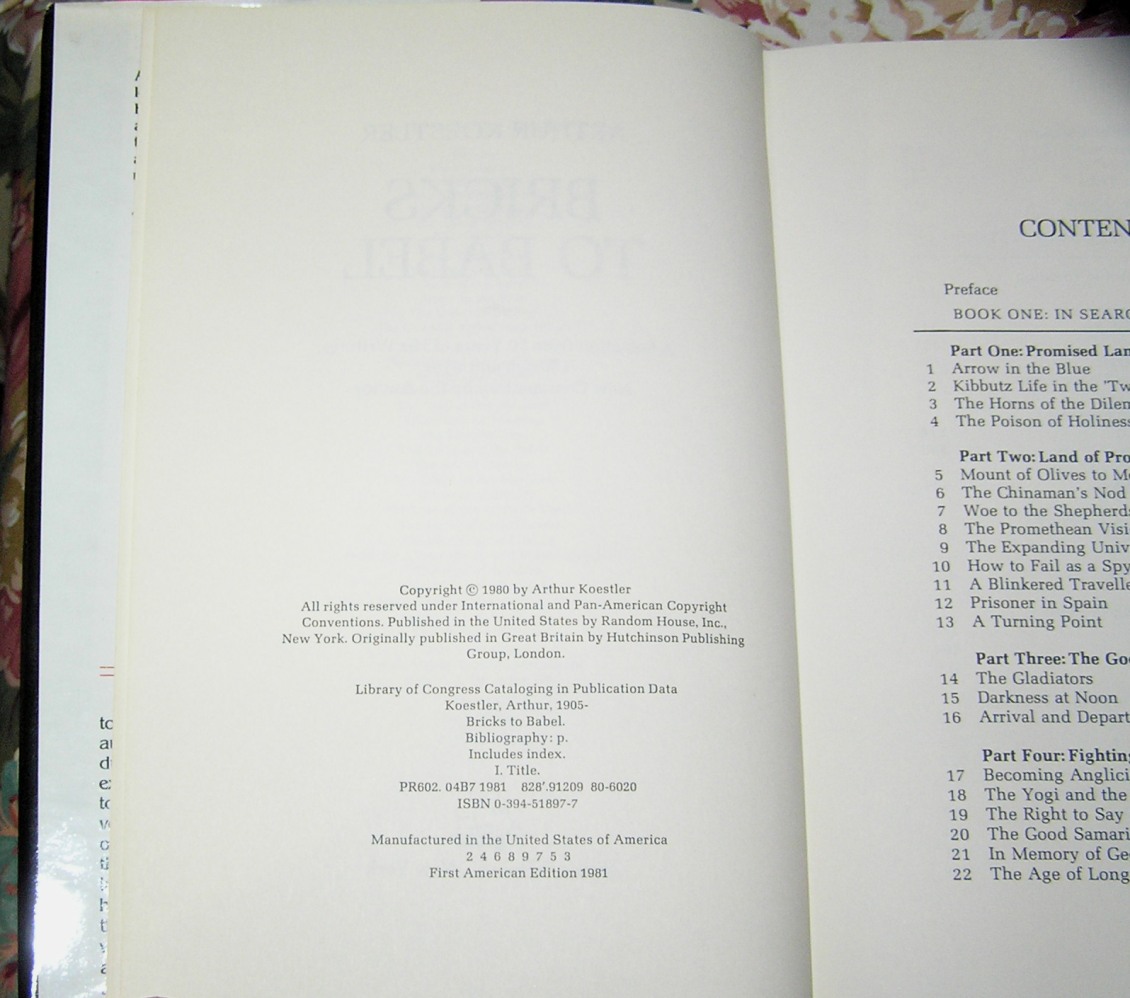 Copyright © 1980 by Arthur Koestler
All rights reserved under International and Pan-American Copyright
Conventions. Published in the United States by Random House, Inc.,
New York. Originally published in Great Britain by Hutchinson Publishing
Group, London.
Library of Congress Cataloging in Publication Data
Koestler, Arthur, 1905-
Bricks to Babel.
Bibliography: p.
Includes index.
I. Title.
PR602. 04B7 1981 828'.91209 80-6020
ISBN 0-394-51897-7
Manufactured in the United States of America
2 4 6 8 9 7 5 3
First American Edition 1981
CONTEN
Preface
BOOK ONE: IN SEARC
Part One: Promised Lan
1 Arrow in the Blue
2 Kibbutz Life in the 'Tw
3 The Horns of the Dilem
4 The Poison of Holiness
Part Two: Land of Pro
5 Mount of Olives to M
6 The Chinaman's Nod
7 Woe to the Shepherds
8 The Promethean Visi
9 The Expanding Univ
10 How to Fail as a Spy
11 A Blinkered Travelle
12 Prisoner in Spain
13 A Turning Point
Part Three: The Go
14 The Gladiators
15 Darkness at Noon
16 Arrival and Depart
Part Four: Fighting
17 Becoming Anglici
18 The Yogi and the
19 The Right to Say
20 The Good Samari
21 In Memory of Ge
22 The Age of Long